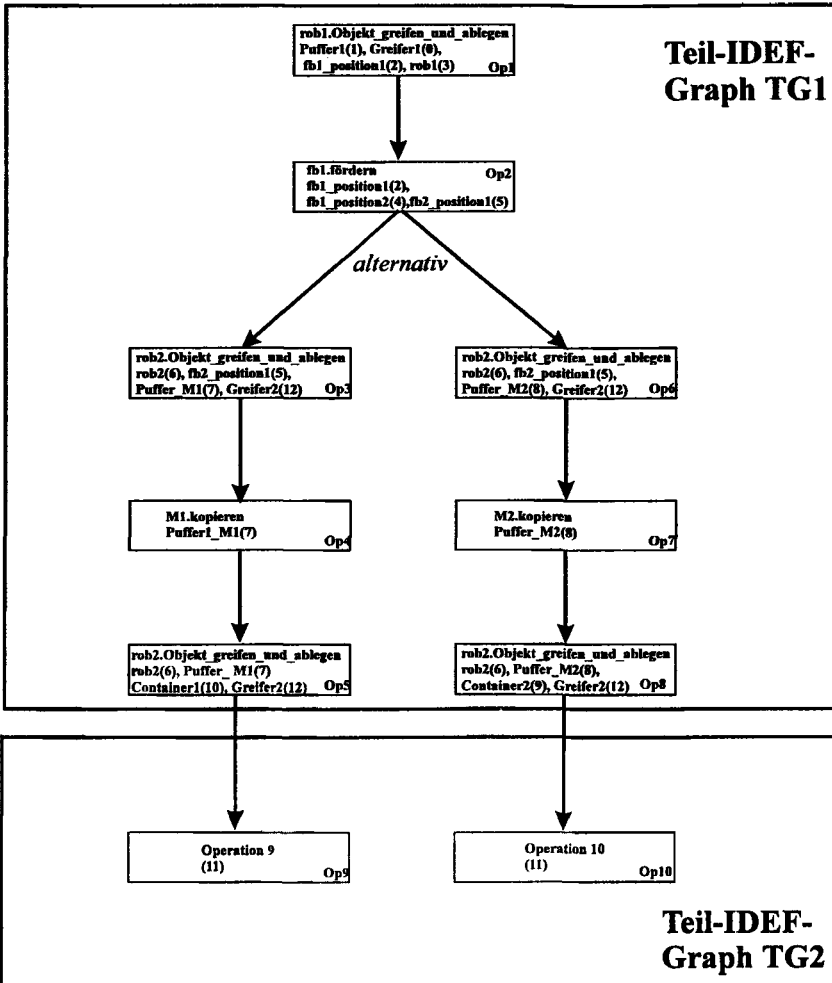 rob1.Objekt_greifen_und_ablegen
Puffer1(1), Greifer1(0),
fb1_position1(2), rob1(3)
Op1
Teil-IDEF-
Graph TG1
fb1.fördern
Op2
fb1_position1(2),
fb1_position2(4),fb2_position1(5)
alternativ
rob2.Objekt_greifen_und_ablegen
rob2(6), fb2_position1(5),
Puffer_M1(7), Greifer2(12)
Op3
rob2.Objekt_greifen_und_ablegen
rob2(6), fb2_position1(5),
Puffer_M2(8), Greifer2(12)
Op6
M1.kopieren
Puffer1_M1(7)
Op4
M2.kopieren
Puffer_M2(8)
Op7
rob2.Objekt_greifen_und_ablegen
rob2(6), Puffer_M1(7)
Container1(10), Greifer2(12)
Op5
rob2.Objekt_greifen_und_ablegen
rob2(6), Puffer_M2(8),
Container2(9), Greifer2(12)
Op8
Operation 9
(11)
Op9
Operation 10
(11)
Op10
Teil-IDEF-
Graph TG2